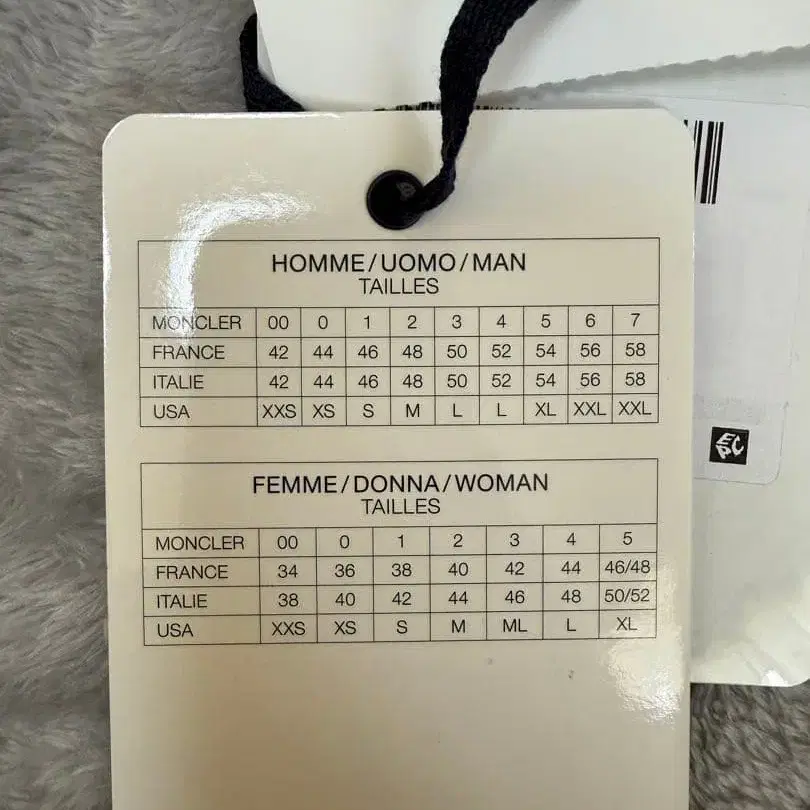 HOMME/UOMO/MAN
TAILLES
MONCLER 00 0 1 2 3 4 5 6 7
FRANCE 42 44 46 48 50 52 54 56 58
ITALIE 42 44 46 48 50 52 54 56 58
USA XXS XS S M L L XL XXL XXL
FEMME/DONNA/WOMAN
TAILLES
MONCLER 00 0 1 2 3 4 5
FRANCE 34 36 38 40 42 44 46/48
ITALIE 38 40 42 44 46 48 50/52
USA XXS XS S M ML L XL
EPC